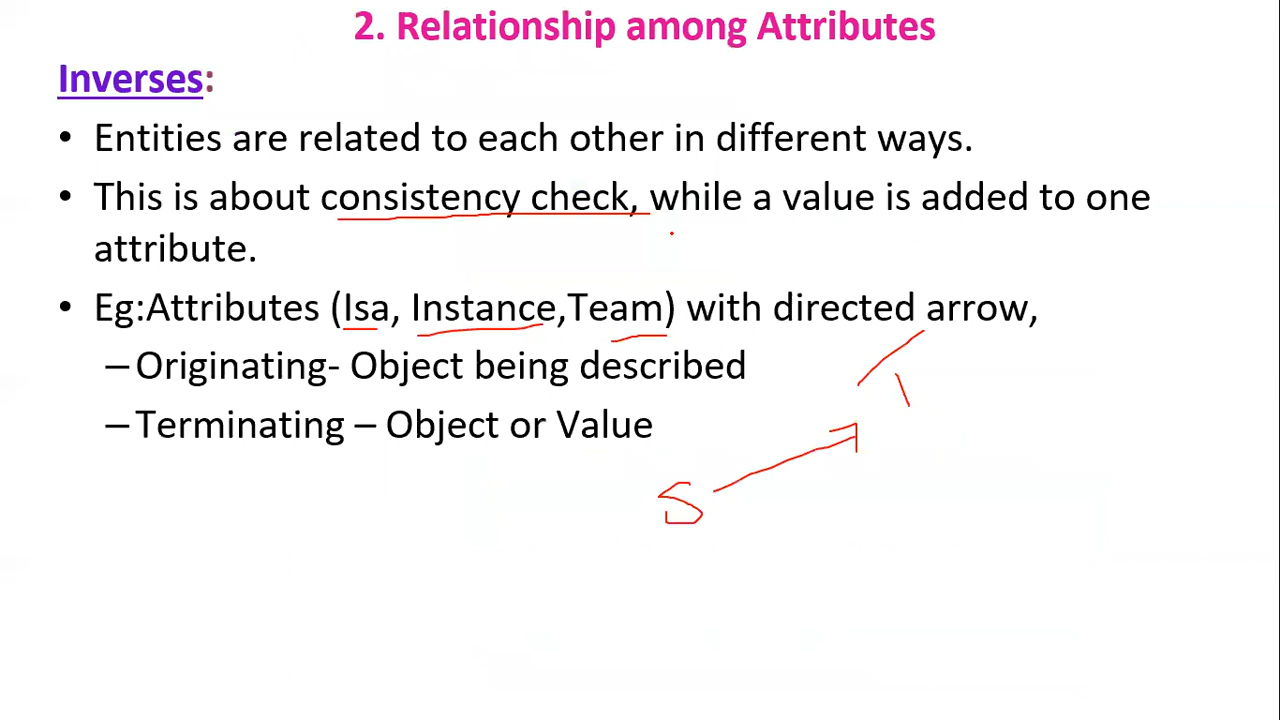 2. Relationship among Attributes
Inverses:
• Entities are related to each other in different ways.
• This is about consistency check, while a value is added to one
attribute.
• Eg:Attributes (Isa, Instance,Team) with directed arrow,
–Originating- Object being described
–Terminating – Object or Value
S